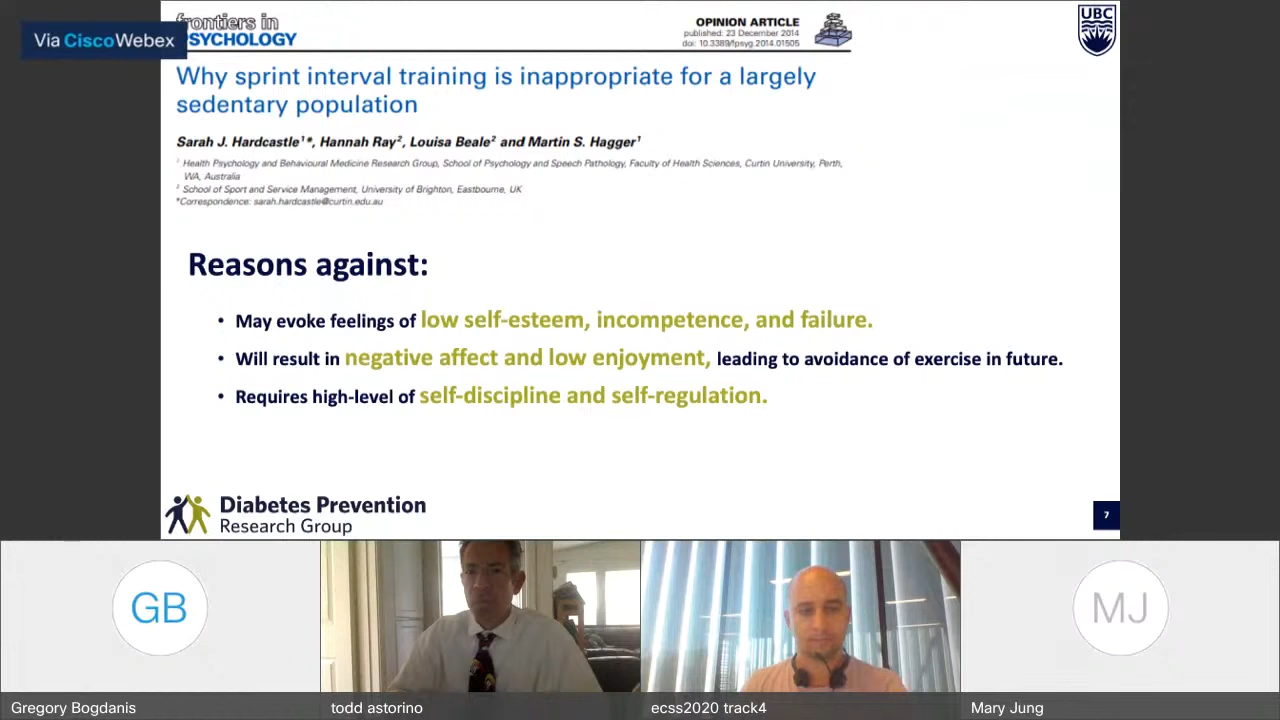 Via CiscoWebex
frontiers in
PSYCHOLOGY
OPINION ARTICLE
published: 23 December 2014
doi: 10.3389/fpsyg.2014.01505
UBC
Why sprint interval training is inappropriate for a largely
sedentary population
Sarah J. Hardcastle¹*, Hannah Ray², Louisa Beale² and Martin S. Hagger¹
¹ Health Psychology and Behavioural Medicine Research Group, School of Psychology and Speech Pathology, Faculty of Health Sciences, Curtin University, Perth,
WA, Australia
² School of Sport and Service Management, University of Brighton, Eastbourne, UK
*Correspondence: sarah.hardcastle@curtin.edu.au
Reasons against:
• May evoke feelings of low self-esteem, incompetence, and failure.
• Will result in negative affect and low enjoyment, leading to avoidance of exercise in future.
• Requires high-level of self-discipline and self-regulation.
Diabetes Prevention
Research Group
7
GB
MJ
Gregory Bogdanis
todd astorino
ecss2020 track4
Mary Jung